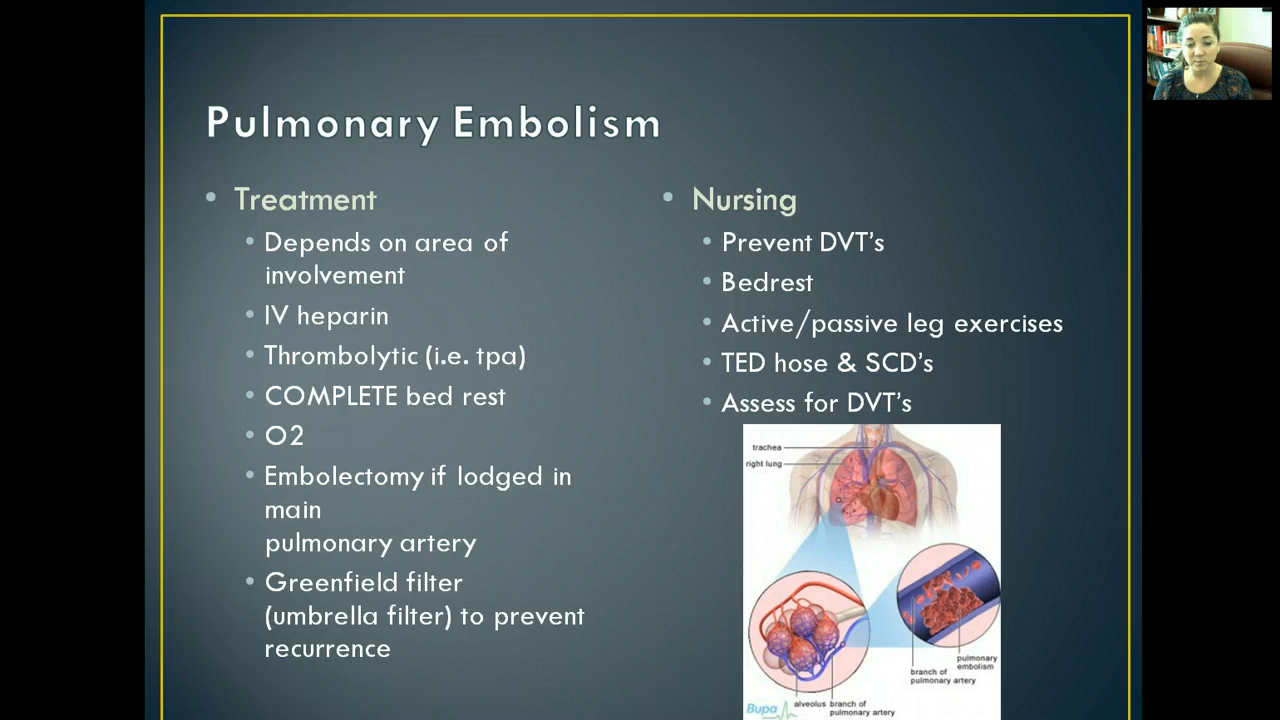 Pulmonary Embolism
• Treatment
• Depends on area of
involvement
• IV heparin
• Thrombolytic (i.e. tpa)
• COMPLETE bed rest
• O2
• Embolectomy if lodged in
main
pulmonary artery
• Greenfield filter
(umbrella filter) to prevent
recurrence
• Nursing
• Prevent DVT's
• Bedrest
• Active/passive leg exercises
• TED hose & SCD's
• Assess for DVT's
trachea
right lung
pulmonary
embolism
branch of
pulmonary artery
alveolus
branch of
pulmonary artery
Bupa